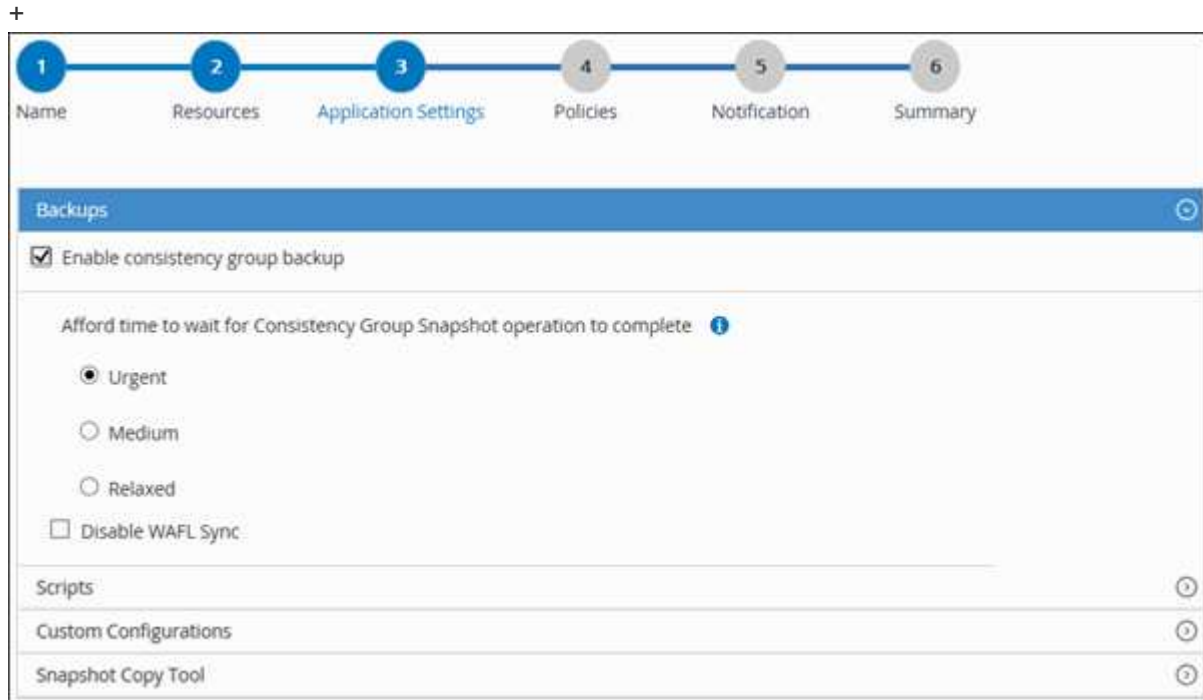 +
1 2 3 4 5 6
Name Resources Application Settings Policies Notification Summary
Backups
Enable consistency group backup
Afford time to wait for Consistency Group Snapshot operation to complete i
Urgent
Medium
Relaxed
Disable WAFL Sync
Scripts
Custom Configurations
Snapshot Copy Tool